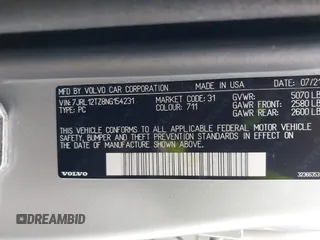 MFD BY VOLVO CAR CORPORATION MADE IN USA 07/21
VIN: 7JRL12TZ8NG154231 MARKET CODE: 31 GVWR: 5070 LB
TYPE: PC COLOUR: 711 GAWR FRONT: 2580 LB
GAWR REAR: 2600 LB
THIS VEHICLE CONFORMS TO ALL APPLICABLE FEDERAL MOTOR VEHICLE
SAFETY, BUMPER AND THEFT PREVENTION STANDARDS IN EFFECT ON THE
DATE OF MANUFACTURE SHOWN ABOVE.
VOLVO
DREAMBID